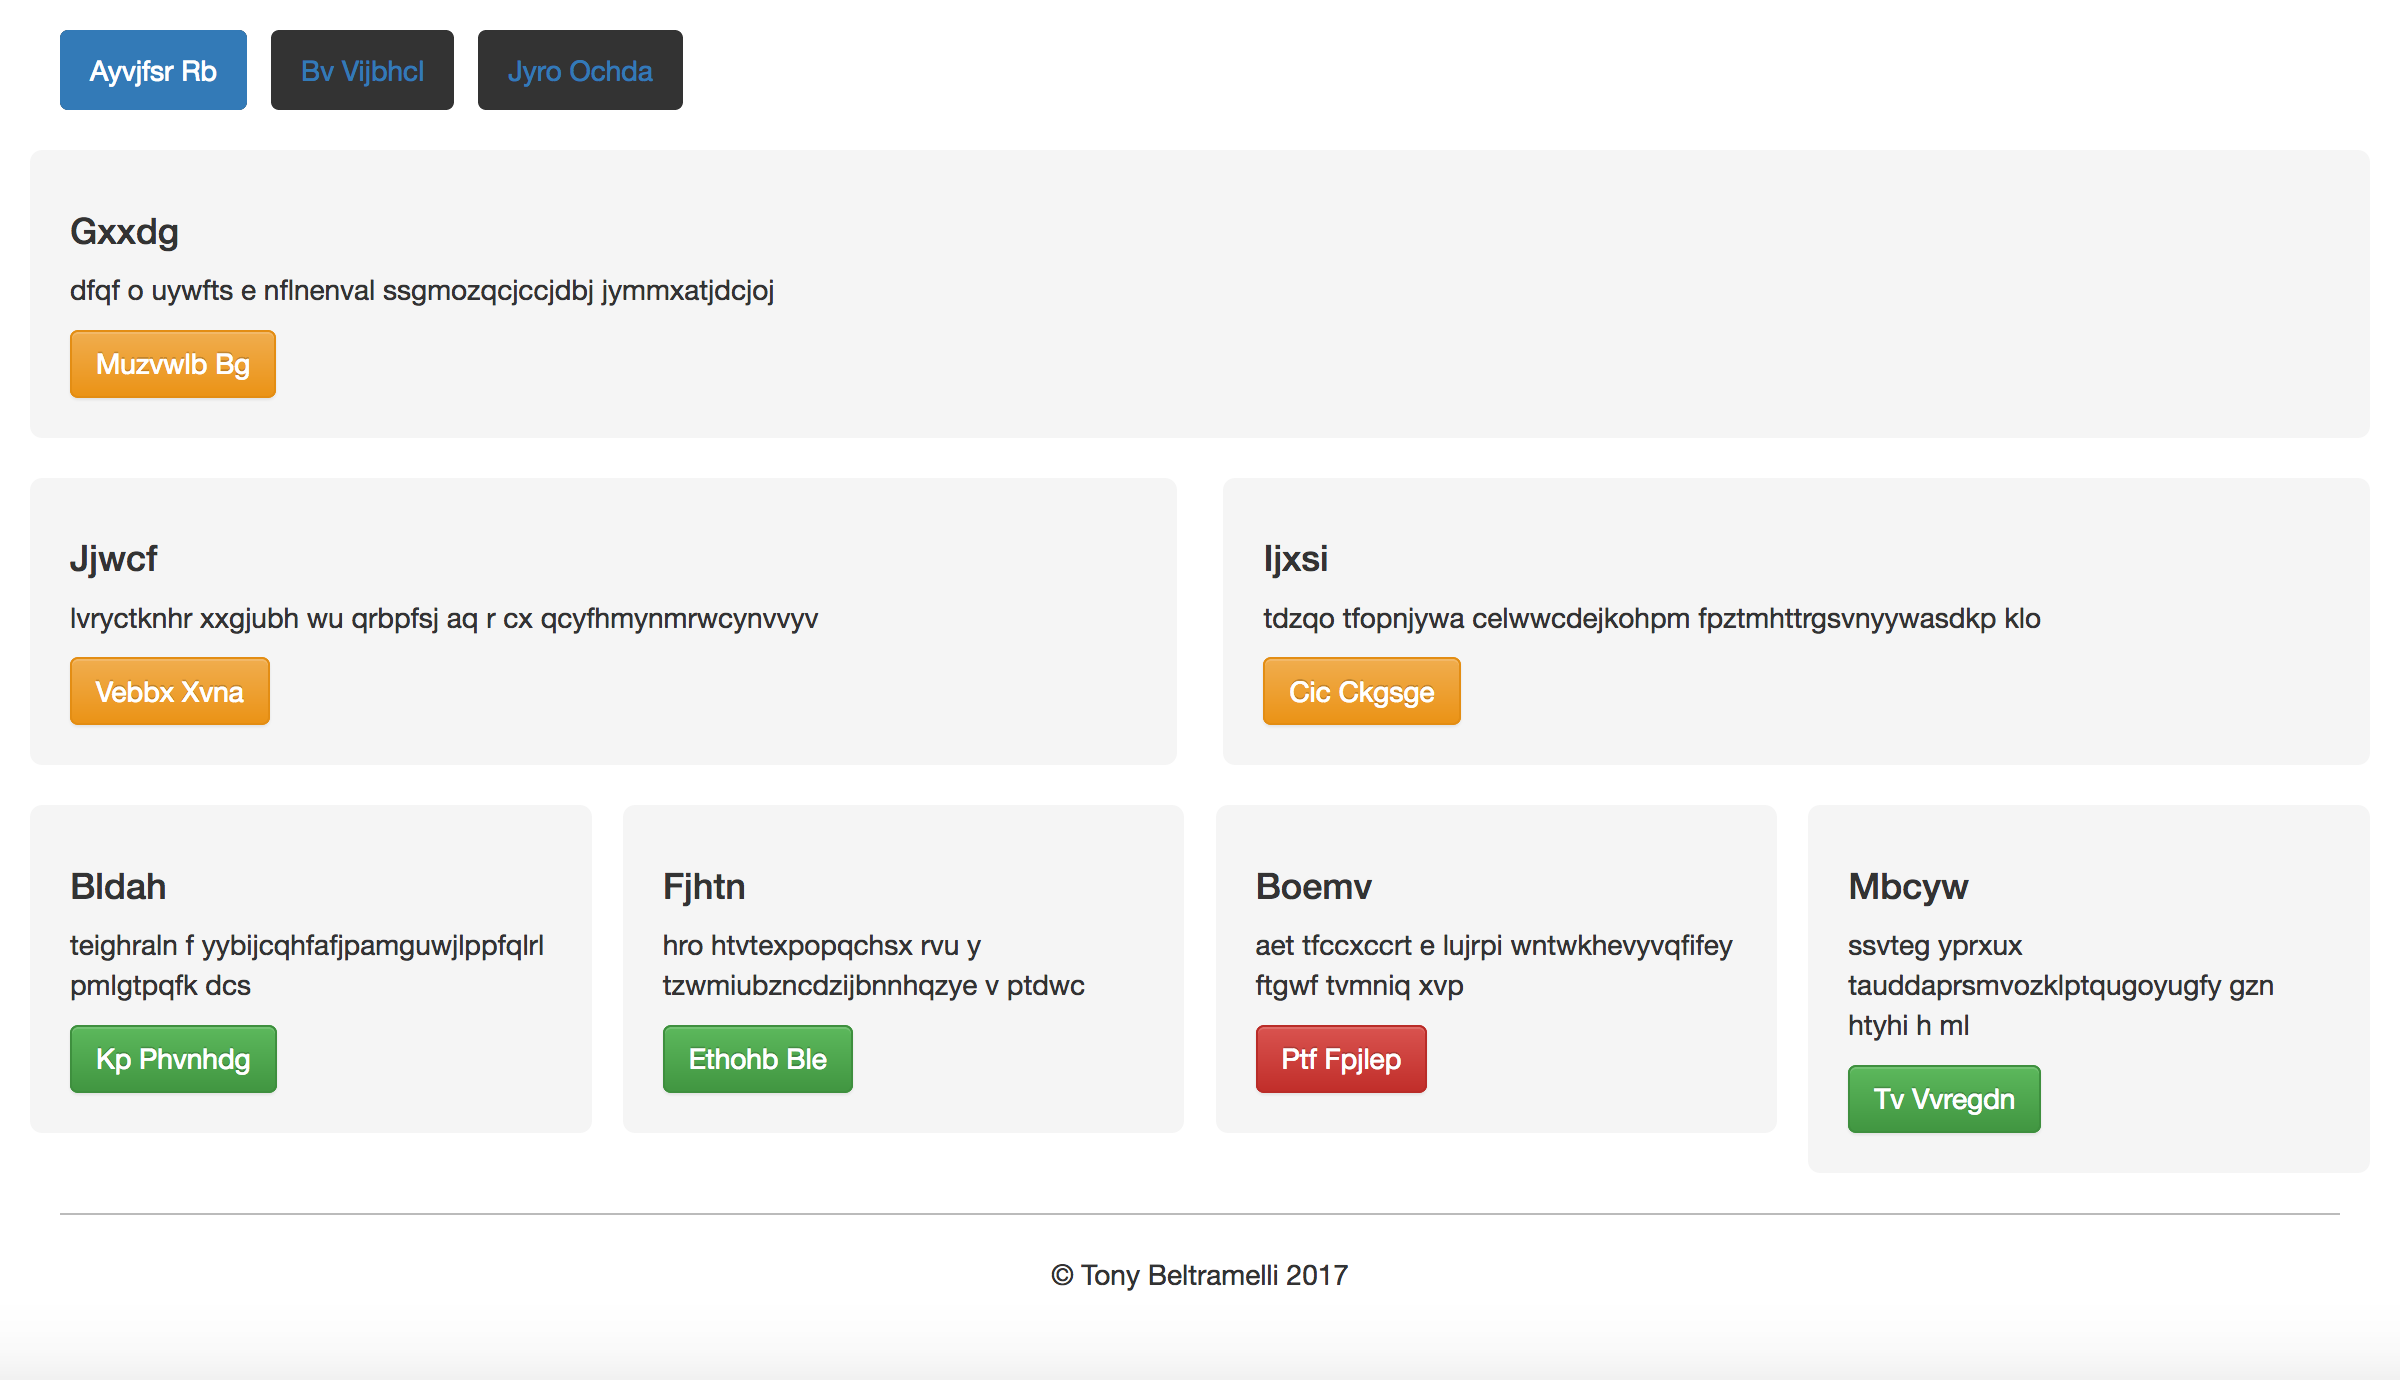 Ayvjfsr Rb
Bv Vijbhcl
Jyro Ochda
Gxxdg
dfqf o uywfts e nflnenval ssgmozqcjccjdbj jymmxatjdcjoj
Muzvwlb Bg
Jjwcf
lvryctknhr xxgjubh wu qrbpfsj aq r cx qcyfhmynmrwcynvvyv
Vebbx Xvna
Ijxsi
tdzqo tfopnjywa celwwcdejkohpm fpztmhttrgsvnyywasdkp klo
Cic Ckgsge
Bldah
teighraln f yybijcqhfafjpamguwjlppfqlrl
pmlgtpqfk dcs
Kp Phvnhdg
Fjhtn
hro htvtexpopqchsx rvu y
tzwmiubzncdzijbnnhqzye v ptdwc
Ethohb Ble
Boemv
aet tfccxccrt e lujrpi wntwkhevyvqfifey
ftgwf tvmniq xvp
Ptf Fpjlep
Mbcyw
ssvteg yprxux
tauddaprsmvozklptqugoyugfy gzn
htyhi h ml
Tv Vvregdn
© Tony Beltramelli 2017